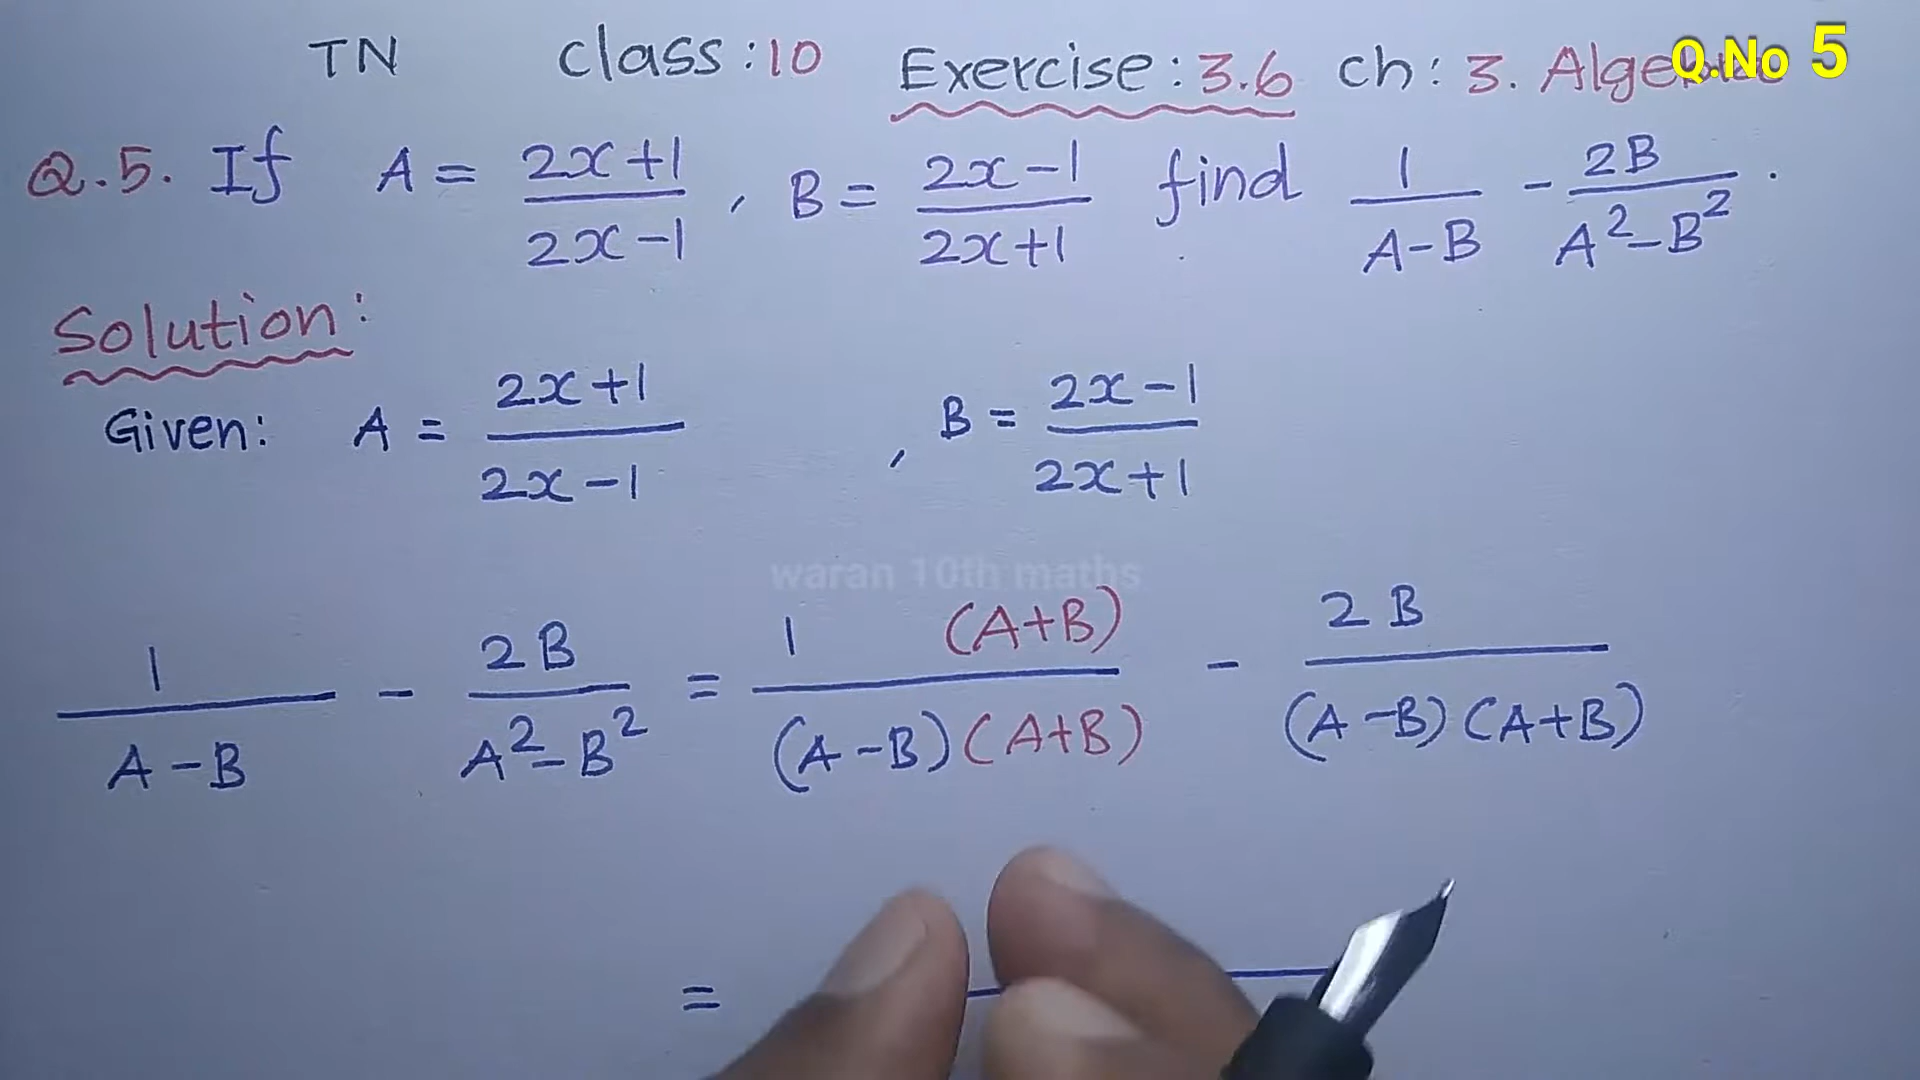 TN class:10 Exercise:3.6 ch: 3. Q.No 5
Q.5. If A = (2x+1)/(2x-1), B = (2x-1)/(2x+1) find 1/(A-B) - 2B/(A²-B²).
Solution:
Given: A = (2x+1)/(2x-1), B = (2x-1)/(2x+1)
waran 10th maths
1/(A-B) - 2B/(A²-B²) = 1 (A+B)/((A-B)(A+B)) - 2B/((A-B)(A+B))
=